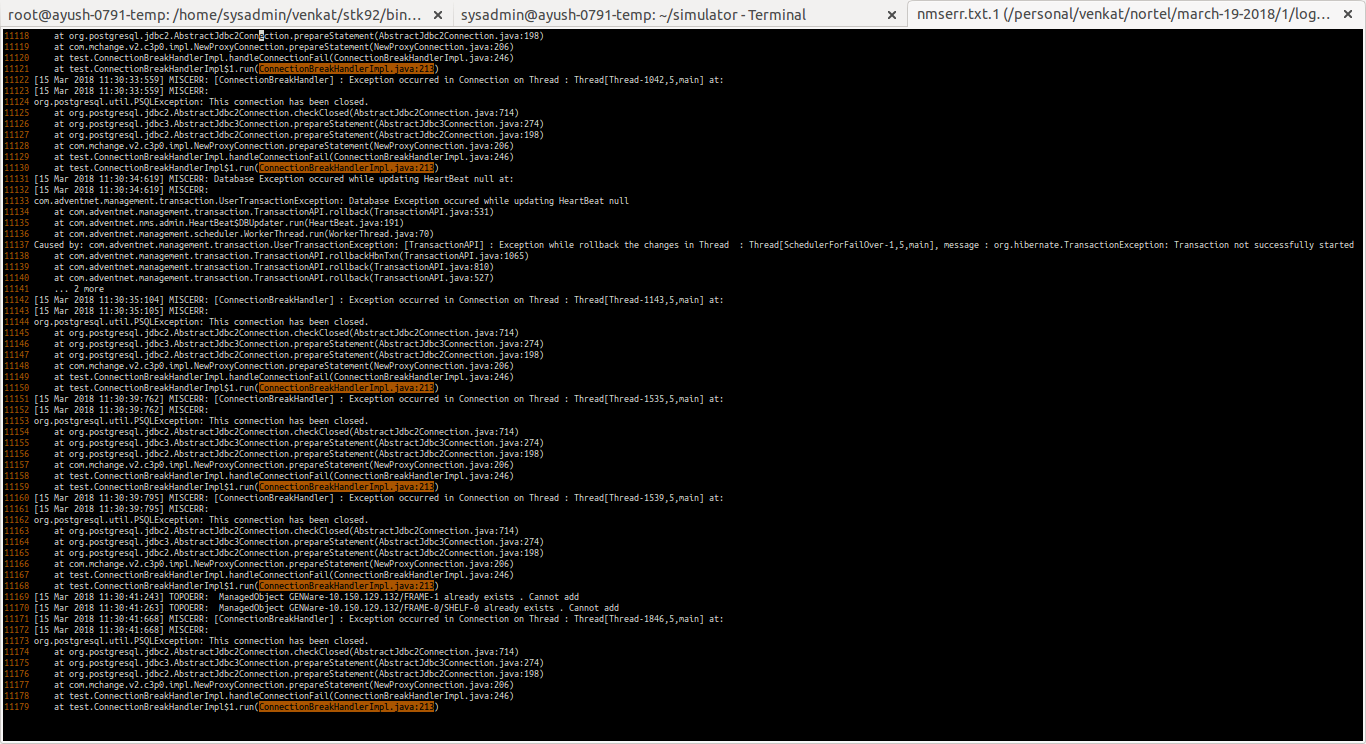 root@ayush-0791-temp: /home/sysadmin/venkat/stk92/bin... × sysadmin@ayush-0791-temp: ~/simulator - Terminal × nmserr.txt.1 (/personal/venkat/nortel/march-19-2018/1/log... ×
11118 at org.postgresql.jdbc2.AbstractJdbc2Connection.prepareStatement(AbstractJdbc2Connection.java:198)
11119 at com.mchange.v2.c3p0.impl.NewProxyConnection.prepareStatement(NewProxyConnection.java:206)
11120 at test.ConnectionBreakHandlerImpl.handleConnectionFail(ConnectionBreakHandlerImpl.java:246)
11121 at test.ConnectionBreakHandlerImpl$1.run(ConnectionBreakHandlerImpl.java:213)
11122 [15 Mar 2018 11:30:33:559] MISCERR: [ConnectionBreakHandler] : Exception occurred in Connection on Thread : Thread[Thread-1042,5,main] at:
11123 [15 Mar 2018 11:30:33:559] MISCERR:
11124 org.postgresql.util.PSQLException: This connection has been closed.
11125 at org.postgresql.jdbc2.AbstractJdbc2Connection.checkClosed(AbstractJdbc2Connection.java:714)
11126 at org.postgresql.jdbc3.AbstractJdbc3Connection.prepareStatement(AbstractJdbc3Connection.java:274)
11127 at org.postgresql.jdbc2.AbstractJdbc2Connection.prepareStatement(AbstractJdbc2Connection.java:198)
11128 at com.mchange.v2.c3p0.impl.NewProxyConnection.prepareStatement(NewProxyConnection.java:206)
11129 at test.ConnectionBreakHandlerImpl.handleConnectionFail(ConnectionBreakHandlerImpl.java:246)
11130 at test.ConnectionBreakHandlerImpl$1.run(ConnectionBreakHandlerImpl.java:213)
11131 [15 Mar 2018 11:30:34:619] MISCERR: Database Exception occured while updating HeartBeat null at:
11132 [15 Mar 2018 11:30:34:619] MISCERR:
11133 com.adventnet.management.transaction.UserTransactionException: Database Exception occured while updating HeartBeat null
11134 at com.adventnet.management.transaction.TransactionAPI.rollback(TransactionAPI.java:531)
11135 at com.adventnet.nms.admin.HeartBeat$DBUpdater.run(HeartBeat.java:191)
11136 at com.adventnet.management.scheduler.WorkerThread.run(WorkerThread.java:70)
11137 Caused by: com.adventnet.management.transaction.UserTransactionException: [TransactionAPI] : Exception while rollback the changes in Thread : Thread[SchedulerForFailOver-1,5,main], message : org.hibernate.TransactionException: Transaction not successfully started
11138 at com.adventnet.management.transaction.TransactionAPI.rollbackHbnTxn(TransactionAPI.java:1065)
11139 at com.adventnet.management.transaction.TransactionAPI.rollback(TransactionAPI.java:810)
11140 at com.adventnet.management.transaction.TransactionAPI.rollback(TransactionAPI.java:527)
11141 ... 2 more
11142 [15 Mar 2018 11:30:35:104] MISCERR: [ConnectionBreakHandler] : Exception occurred in Connection on Thread : Thread[Thread-1143,5,main] at:
11143 [15 Mar 2018 11:30:35:105] MISCERR:
11144 org.postgresql.util.PSQLException: This connection has been closed.
11145 at org.postgresql.jdbc2.AbstractJdbc2Connection.checkClosed(AbstractJdbc2Connection.java:714)
11146 at org.postgresql.jdbc3.AbstractJdbc3Connection.prepareStatement(AbstractJdbc3Connection.java:274)
11147 at org.postgresql.jdbc2.AbstractJdbc2Connection.prepareStatement(AbstractJdbc2Connection.java:198)
11148 at com.mchange.v2.c3p0.impl.NewProxyConnection.prepareStatement(NewProxyConnection.java:206)
11149 at test.ConnectionBreakHandlerImpl.handleConnectionFail(ConnectionBreakHandlerImpl.java:246)
11150 at test.ConnectionBreakHandlerImpl$1.run(ConnectionBreakHandlerImpl.java:213)
11151 [15 Mar 2018 11:30:39:762] MISCERR: [ConnectionBreakHandler] : Exception occurred in Connection on Thread : Thread[Thread-1535,5,main] at:
11152 [15 Mar 2018 11:30:39:762] MISCERR:
11153 org.postgresql.util.PSQLException: This connection has been closed.
11154 at org.postgresql.jdbc2.AbstractJdbc2Connection.checkClosed(AbstractJdbc2Connection.java:714)
11155 at org.postgresql.jdbc3.AbstractJdbc3Connection.prepareStatement(AbstractJdbc3Connection.java:274)
11156 at org.postgresql.jdbc2.AbstractJdbc2Connection.prepareStatement(AbstractJdbc2Connection.java:198)
11157 at com.mchange.v2.c3p0.impl.NewProxyConnection.prepareStatement(NewProxyConnection.java:206)
11158 at test.ConnectionBreakHandlerImpl.handleConnectionFail(ConnectionBreakHandlerImpl.java:246)
11159 at test.ConnectionBreakHandlerImpl$1.run(ConnectionBreakHandlerImpl.java:213)
11160 [15 Mar 2018 11:30:39:795] MISCERR: [ConnectionBreakHandler] : Exception occurred in Connection on Thread : Thread[Thread-1539,5,main] at:
11161 [15 Mar 2018 11:30:39:795] MISCERR:
11162 org.postgresql.util.PSQLException: This connection has been closed.
11163 at org.postgresql.jdbc2.AbstractJdbc2Connection.checkClosed(AbstractJdbc2Connection.java:714)
11164 at org.postgresql.jdbc3.AbstractJdbc3Connection.prepareStatement(AbstractJdbc3Connection.java:274)
11165 at org.postgresql.jdbc2.AbstractJdbc2Connection.prepareStatement(AbstractJdbc2Connection.java:198)
11166 at com.mchange.v2.c3p0.impl.NewProxyConnection.prepareStatement(NewProxyConnection.java:206)
11167 at test.ConnectionBreakHandlerImpl.handleConnectionFail(ConnectionBreakHandlerImpl.java:246)
11168 at test.ConnectionBreakHandlerImpl$1.run(ConnectionBreakHandlerImpl.java:213)
11169 [15 Mar 2018 11:30:41:243] TOPOERR: ManagedObject GENWare-10.150.129.132/FRAME-1 already exists . Cannot add
11170 [15 Mar 2018 11:30:41:263] TOPOERR: ManagedObject GENWare-10.150.129.132/FRAME-0/SHELF-0 already exists . Cannot add
11171 [15 Mar 2018 11:30:41:668] MISCERR: [ConnectionBreakHandler] : Exception occurred in Connection on Thread : Thread[Thread-1846,5,main] at:
11172 [15 Mar 2018 11:30:41:668] MISCERR:
11173 org.postgresql.util.PSQLException: This connection has been closed.
11174 at org.postgresql.jdbc2.AbstractJdbc2Connection.checkClosed(AbstractJdbc2Connection.java:714)
11175 at org.postgresql.jdbc3.AbstractJdbc3Connection.prepareStatement(AbstractJdbc3Connection.java:274)
11176 at org.postgresql.jdbc2.AbstractJdbc2Connection.prepareStatement(AbstractJdbc2Connection.java:198)
11177 at com.mchange.v2.c3p0.impl.NewProxyConnection.prepareStatement(NewProxyConnection.java:206)
11178 at test.ConnectionBreakHandlerImpl.handleConnectionFail(ConnectionBreakHandlerImpl.java:246)
11179 at test.ConnectionBreakHandlerImpl$1.run(ConnectionBreakHandlerImpl.java:213)